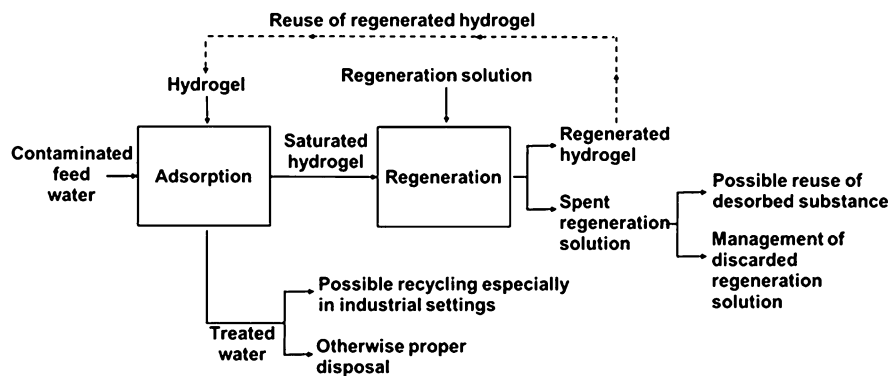 Reuse of regenerated hydrogel
Hydrogel
Regeneration solution
Contaminated
feed
water
Adsorption
Saturated
hydrogel
Regeneration
Regenerated
hydrogel
Spent
regeneration
solution
Possible reuse of
desorbed substance
Management of
discarded
regeneration
solution
Treated
water
Possible recycling especially
in industrial settings
Otherwise proper
disposal